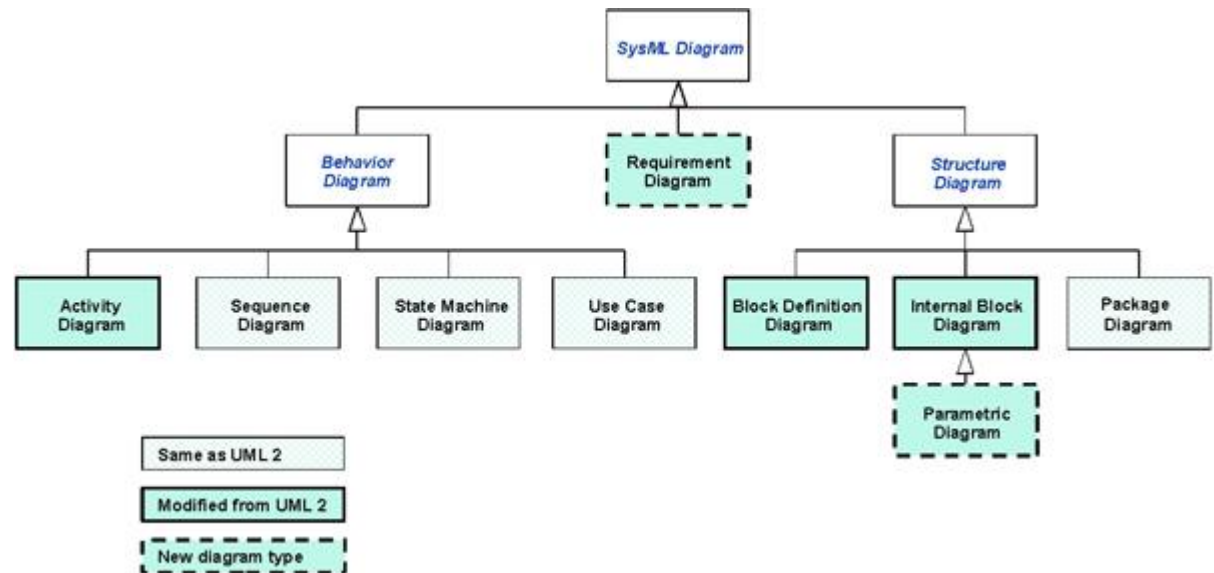 SysML Diagram
Behavior
Diagram
Requirement
Diagram
Structure
Diagram
Activity
Diagram
Sequence
Diagram
State Machine
Diagram
Use Case
Diagram
Block Definition
Diagram
Internal Block
Diagram
Package
Diagram
Parametric
Diagram
Same as UML 2
Modified from UML 2
New diagram type